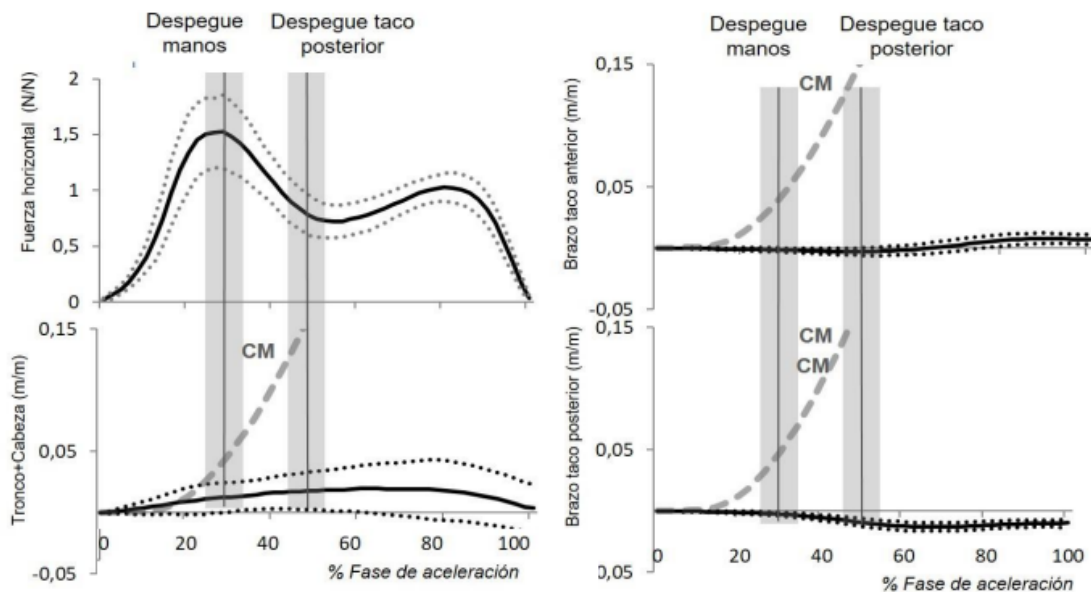 Despegue
manos
Despegue taco
posterior
Fuerza horizontal (N/N)
2
1,5
1
0,5
0
Tronco+Cabeza (m/m)
0,15
0,05
-0,05
CM
0 20 40 60 80 100
% Fase de aceleración
Despegue
manos
Despegue taco
posterior
Brazo taco anterior (m/m)
0,15
0,05
-0,05
CM
Brazo taco posterior (m/m)
0,15
0,05
0,05
CM
CM
0 20 40 60 80 100
% Fase de aceleración